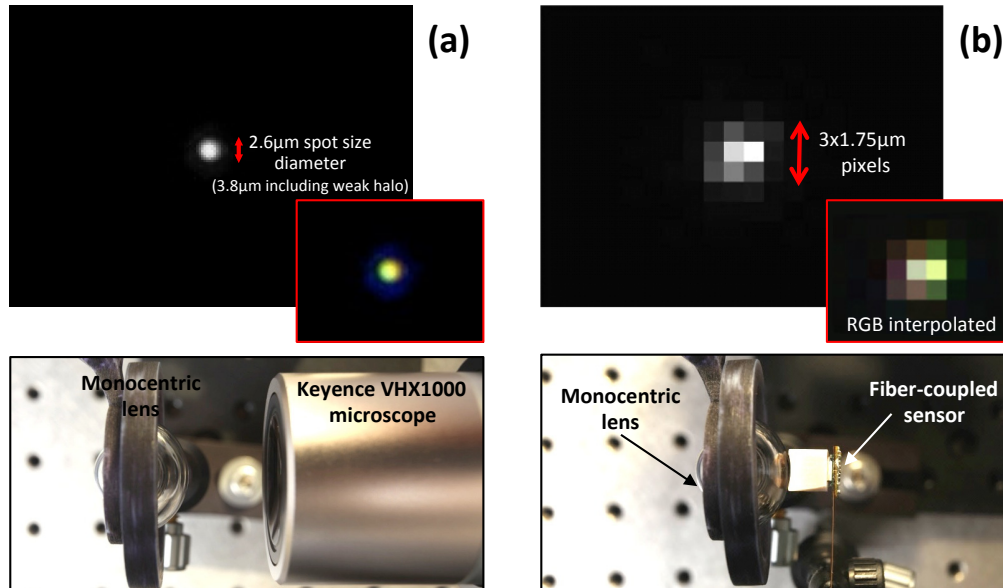 (a)
2.6µm spot size
diameter
(3.8µm including weak halo)
(b)
3x1.75µm
pixels
RGB interpolated
Monocentric
lens
Keyence VHX1000
microscope
Monocentric
lens
Fiber-coupled
sensor